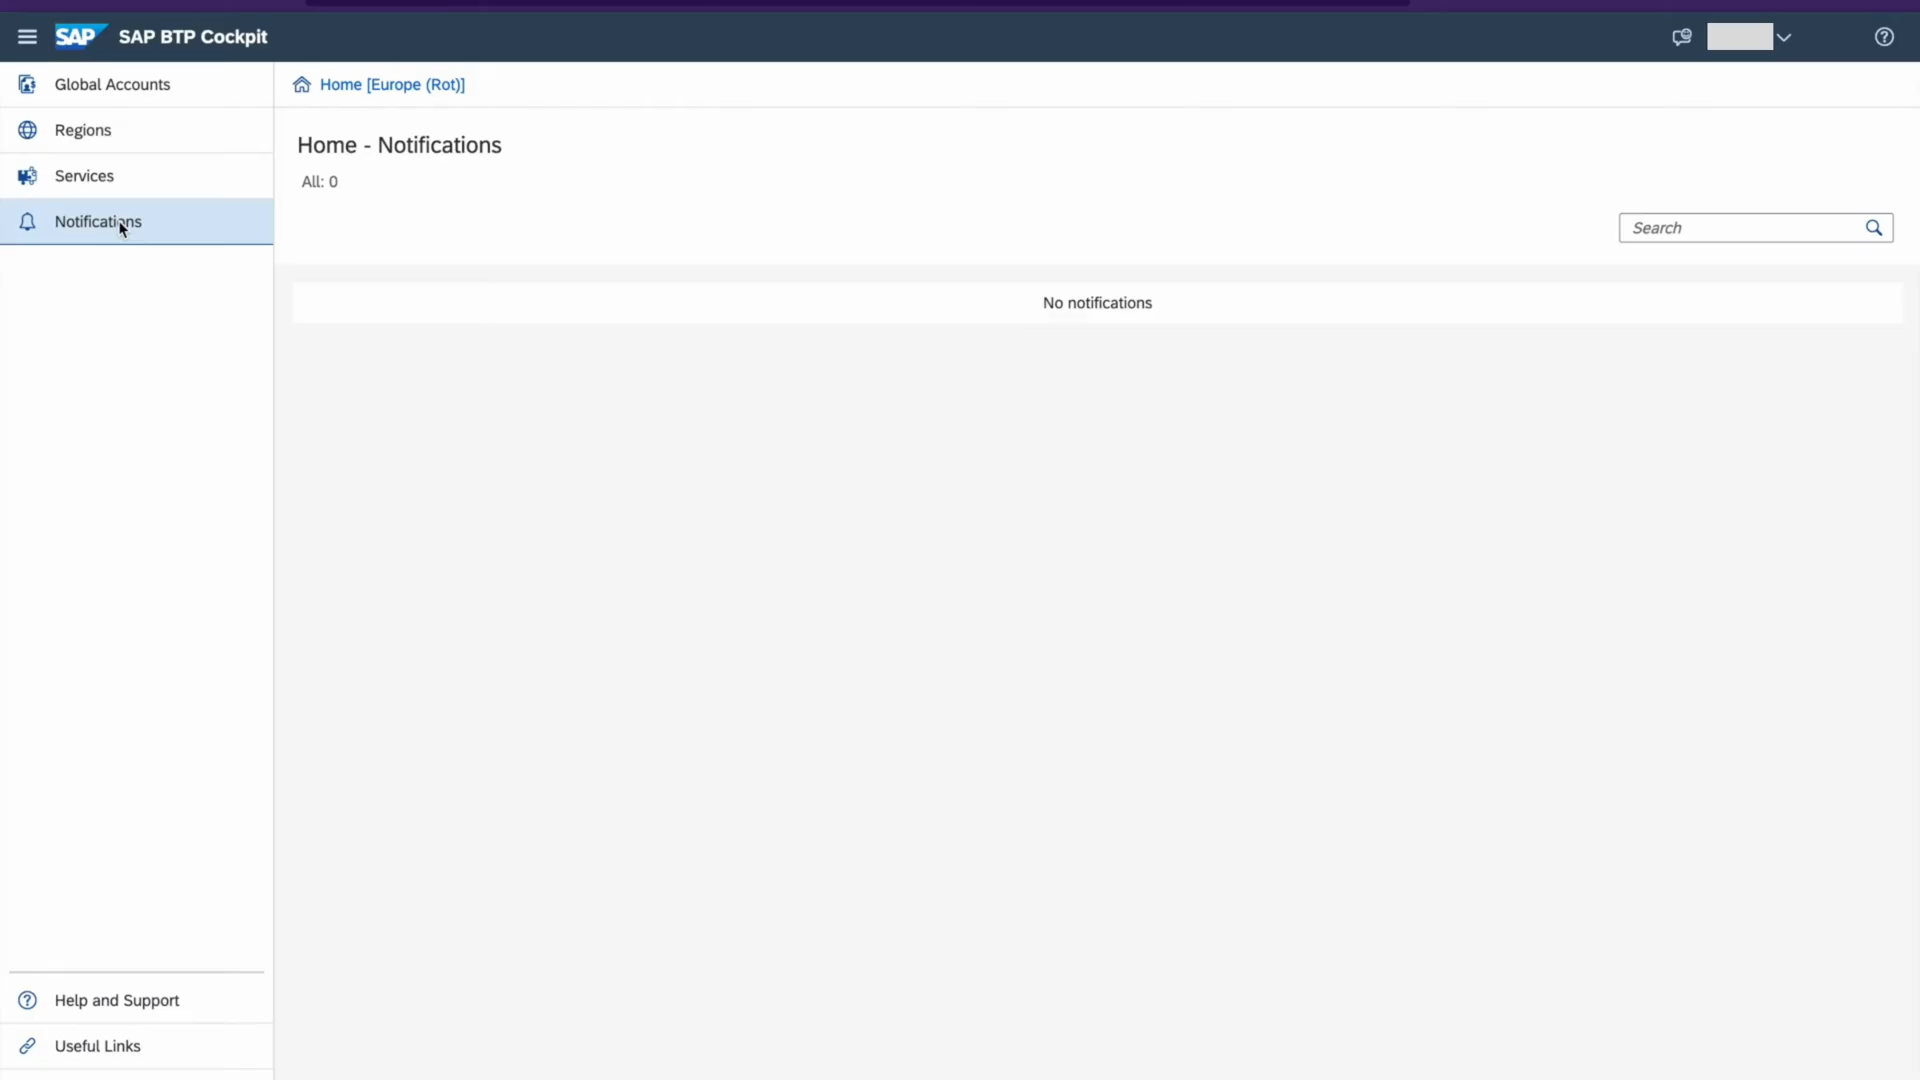 SAP SAP BTP Cockpit
Global Accounts
Regions
Services
Notifications
Home [Europe (Rot)]
Home - Notifications
All: 0
Search
No notifications
Help and Support
Useful Links